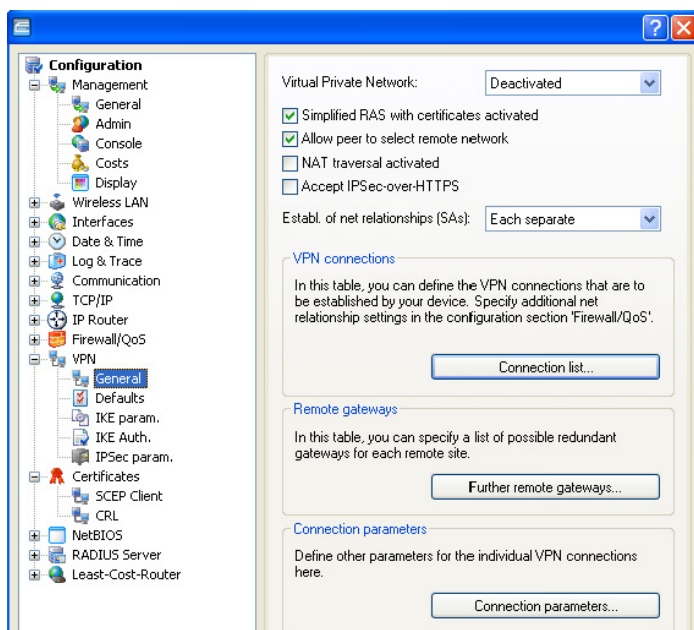 ?
Configuration
Management
General
Admin
Console
Costs
Display
Wireless LAN
Interfaces
Date & Time
Log & Trace
Communication
TCP/IP
IP Router
Firewall/QoS
VPN
General
Defaults
IKE param.
IKE Auth.
IPSec param.
Certificates
SCEP Client
CRL
NetBIOS
RADIUS Server
Least-Cost-Router
Virtual Private Network: Deactivated
Simplified RAS with certificates activated
Allow peer to select remote network
NAT traversal activated
Accept IPSec-over-HTTPS
Establ. of net relationships (SAs): Each separate
VPN connections
In this table, you can define the VPN connections that are to
be established by your device. Specify additional net
relationship settings in the configuration section 'Firewall/QoS'.
Connection list...
Remote gateways
In this table, you can specify a list of possible redundant
gateways for each remote site.
Further remote gateways...
Connection parameters
Define other parameters for the individual VPN connections
here.
Connection parameters...